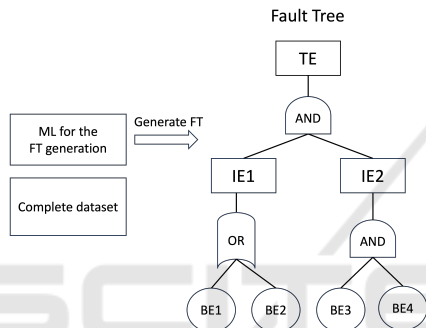 Fault Tree
TE
AND
ML for the
FT generation
Generate FT
Complete dataset
IE1
IE2
OR
AND
BE1
BE2
BE3
BE4